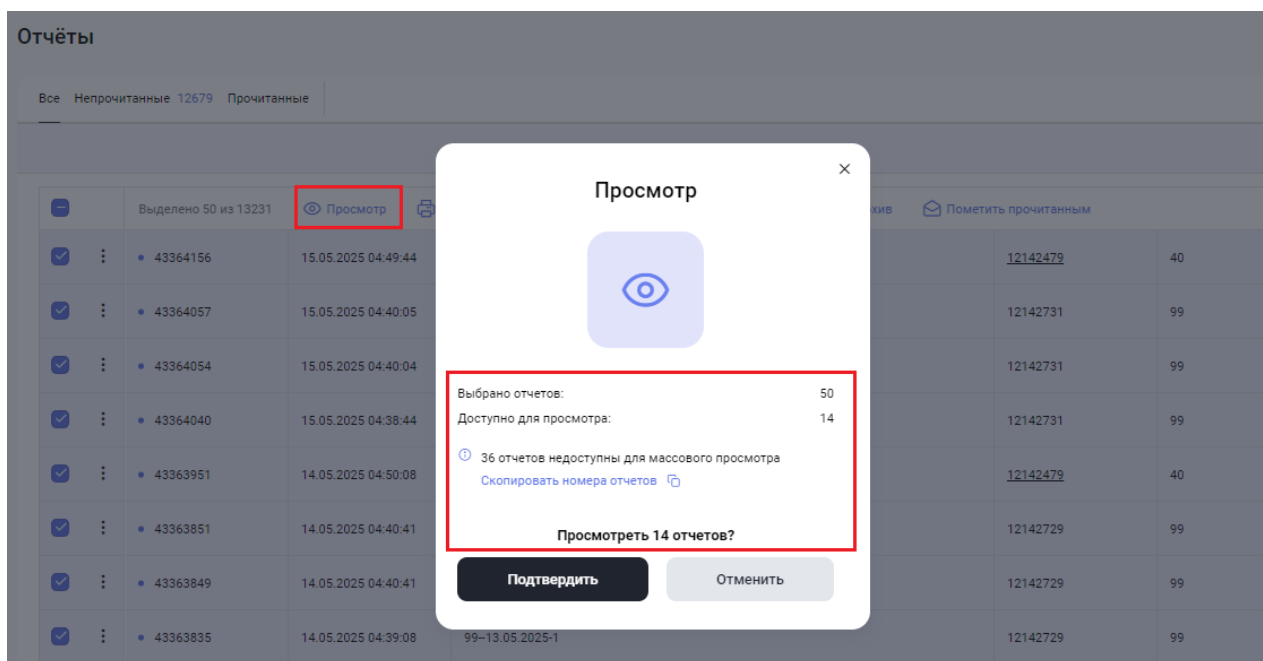 Отчёты
Все Непрочитанные 12679 Прочитанные
Просмотр
Выделено 50 из 13231 Просмотр хив Пометить прочитанным
43364156 15.05.2025 04:49:44 12142479 40
43364057 15.05.2025 04:40:05 12142731 99
43364054 15.05.2025 04:40:04 12142731 99
Выбрано отчетов: 50
Доступно для просмотра: 14
43364040 15.05.2025 04:38:44 12142731 99
36 отчетов недоступны для массового просмотра
Скопировать номера отчетов
43363951 14.05.2025 04:50:08 12142479 40
Просмотреть 14 отчетов?
43363851 14.05.2025 04:40:41 12142729 99
Подтвердить Отменить
43363849 14.05.2025 04:40:41 12142729 99
43363835 14.05.2025 04:39:08 99–13.05.2025-1 12142729 99